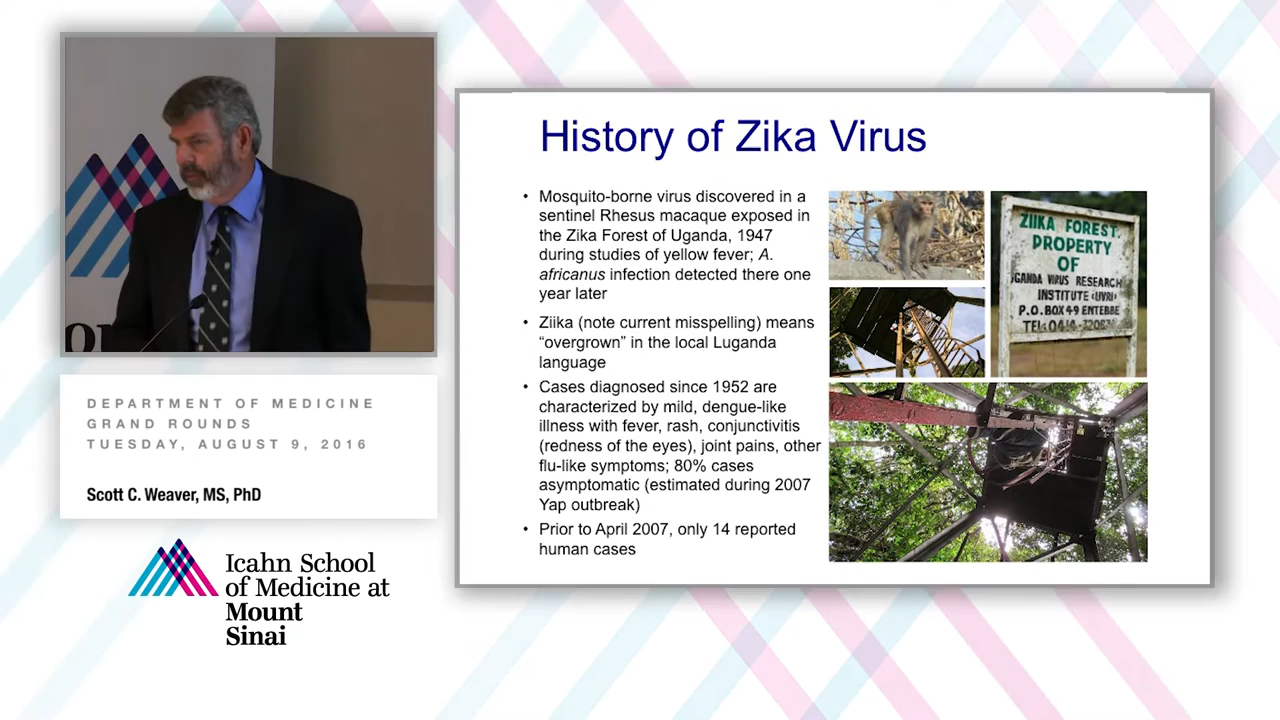 DEPARTMENT OF MEDICINE
GRAND ROUNDS
TUESDAY, AUGUST 9, 2016
Scott C. Weaver, MS, PhD
Icahn School
of Medicine at
Mount
Sinai
History of Zika Virus
• Mosquito-borne virus discovered in a
sentinel Rhesus macaque exposed in
the Zika Forest of Uganda, 1947
during studies of yellow fever; A.
africanus infection detected there one
year later
• Ziika (note current misspelling) means
“overgrown” in the local Luganda
language
• Cases diagnosed since 1952 are
characterized by mild, dengue-like
illness with fever, rash, conjunctivitis
(redness of the eyes), joint pains, other
flu-like symptoms; 80% cases
asymptomatic (estimated during 2007
Yap outbreak)
• Prior to April 2007, only 14 reported
human cases
ZIIKA FOREST.
PROPERTY
OF
UGANDA VIRUS RESEARCH
INSTITUTE (UVRI)
P.O.BOX 49 ENTEBBE
TEL: